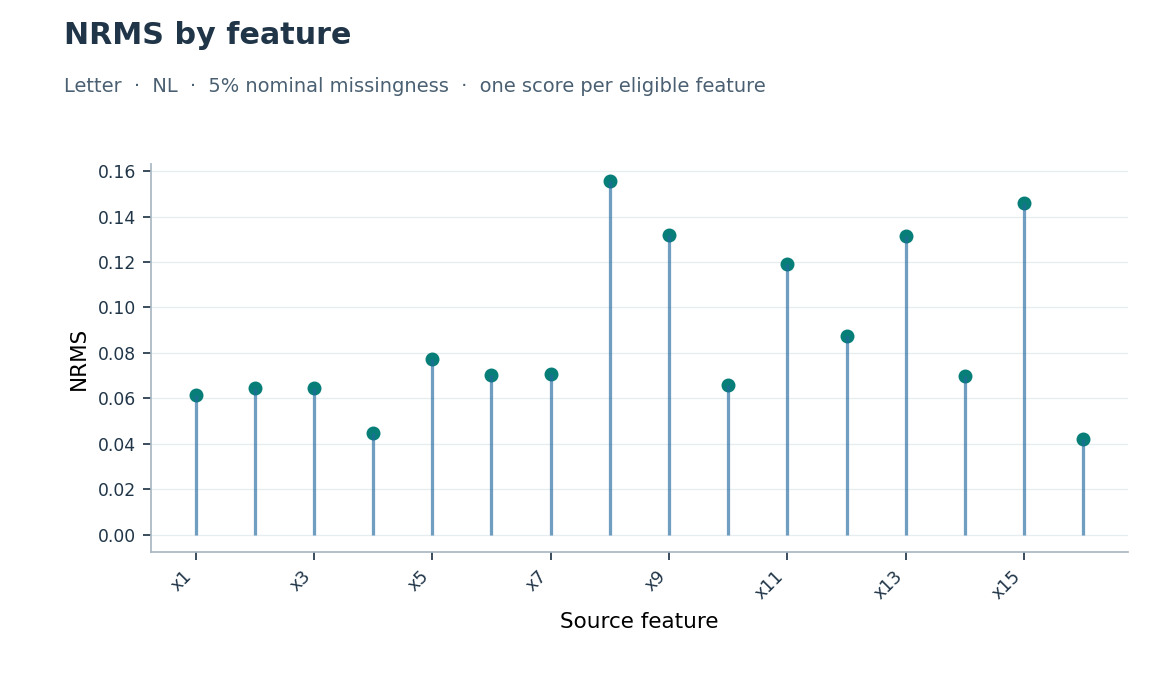 NRMS by feature
Letter · NL · 5% nominal missingness · one score per eligible feature
0.16
0.14
0.12
0.10
0.08
0.06
0.04
0.02
0.00
NRMS
x1 x3 x5 x7 x9 x11 x13 x15
Source feature